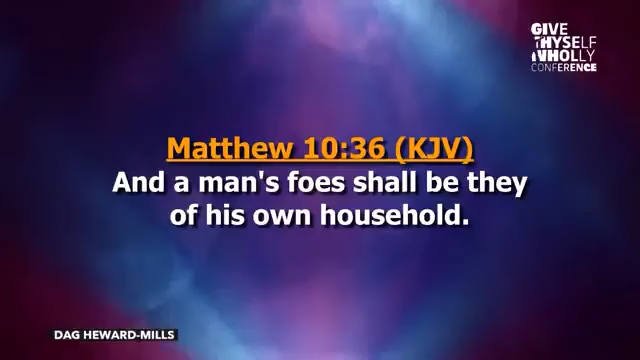 GIVE
THYSELF
WHOLLY
CONFERENCE
Matthew 10:36 (KJV)
And a man's foes shall be they
of his own household.
DAG HEWARD-MILLS